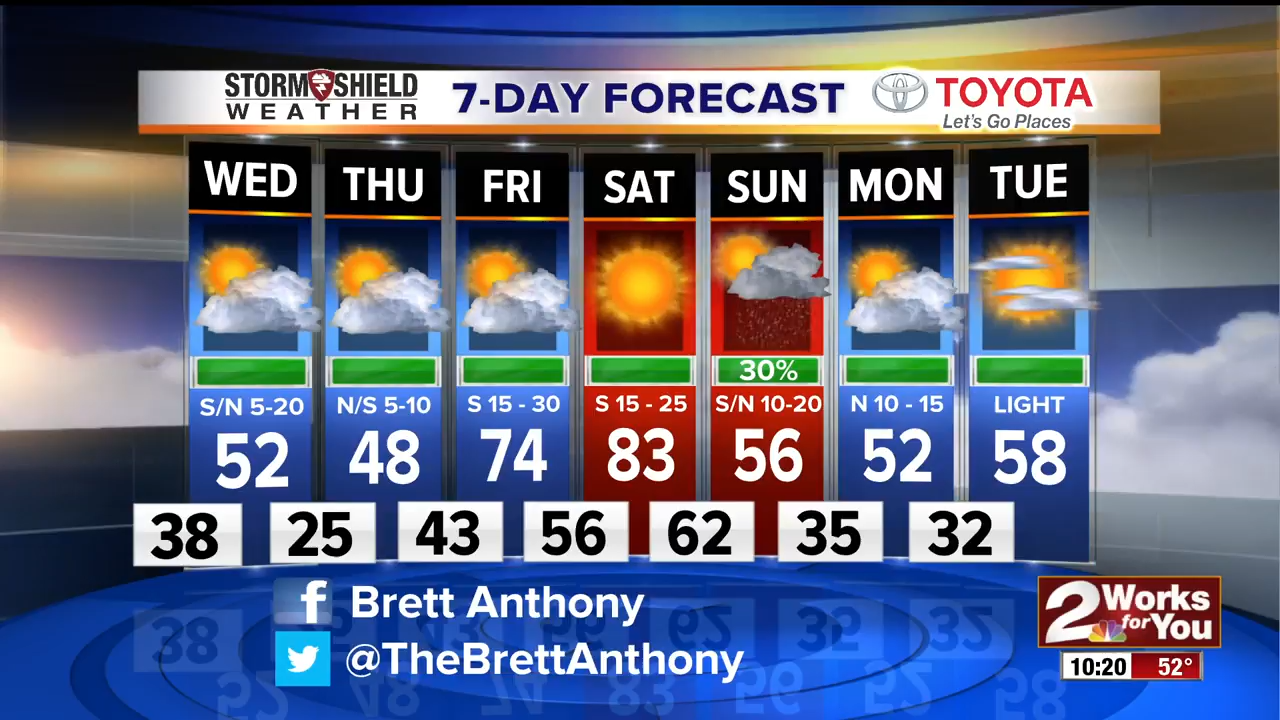 STORM SHIELD
WEATHER
7-DAY FORECAST
TOYOTA
Let's Go Places
WED THU FRI SAT SUN MON TUE
30%
S/N 5-20 N/S 5-10 S 15 - 30 S 15 - 25 S/N 10-20 N 10 - 15 LIGHT
52 48 74 83 56 52 58
38 25 43 56 62 35 32
f Brett Anthony
@TheBrettAnthony
2 Works for You
10:20 52°